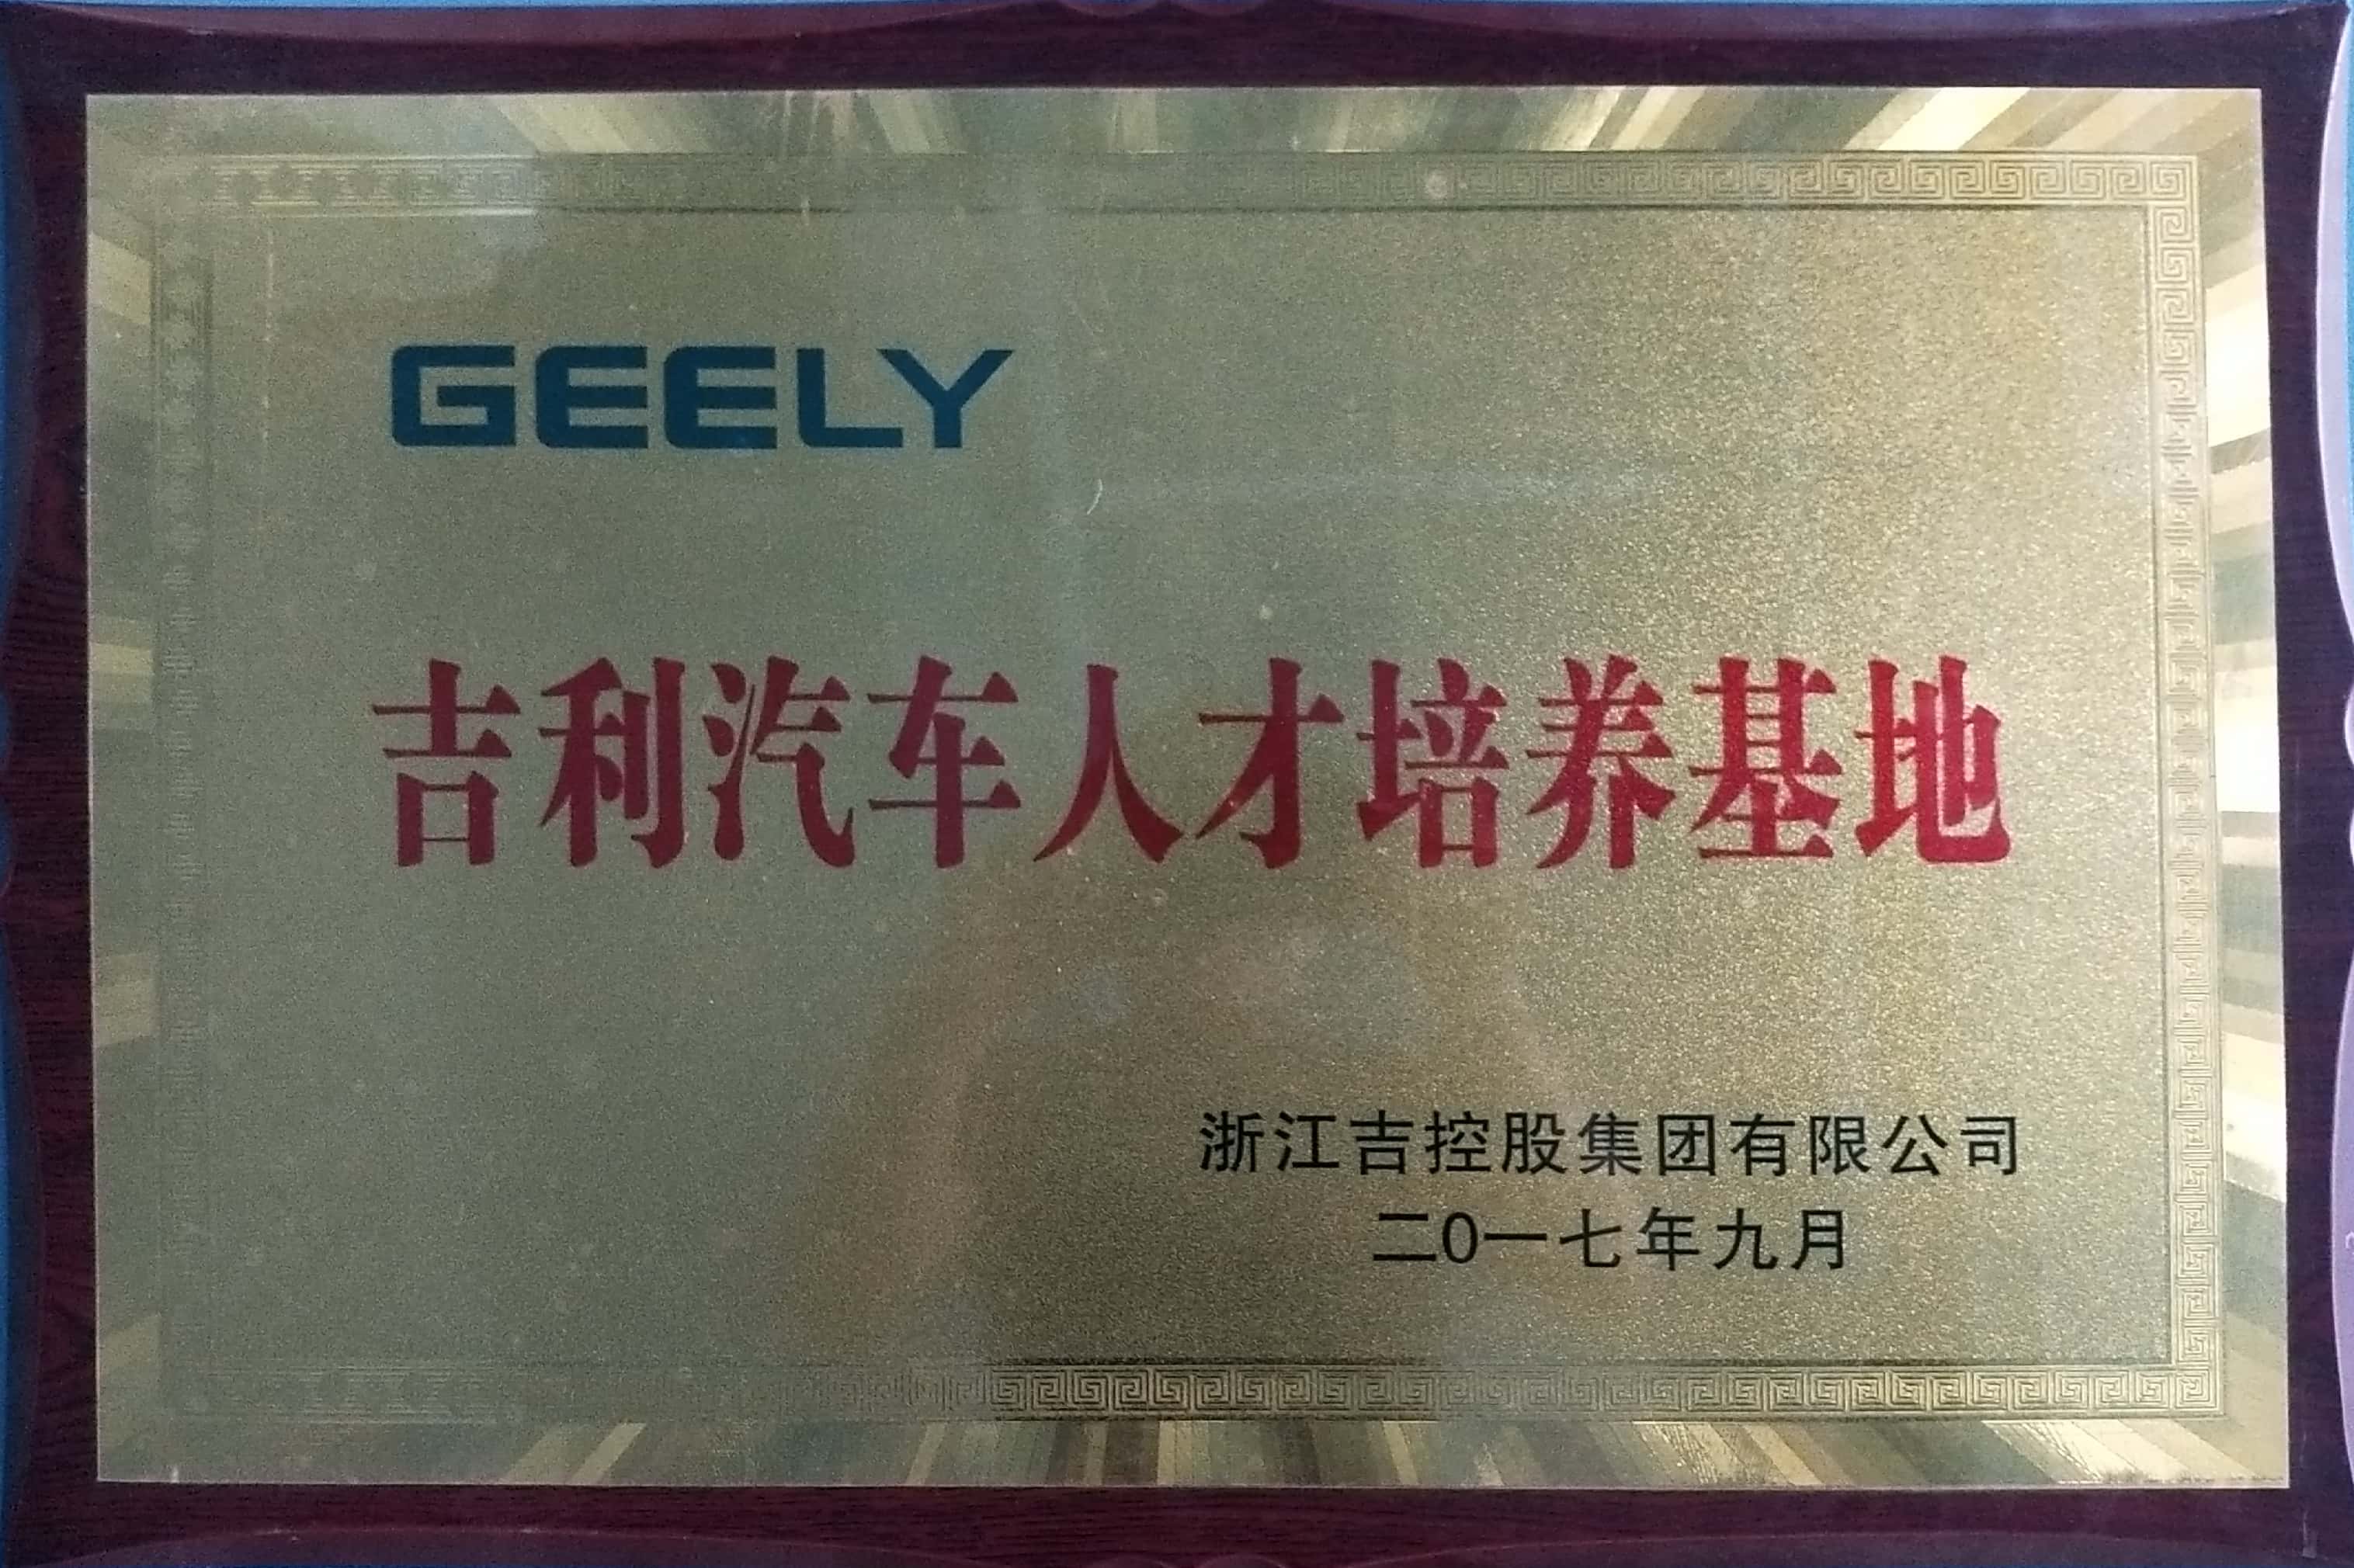 GEELY
吉利汽车人才培养基地
浙江吉控股集团有限公司
二0一七年九月